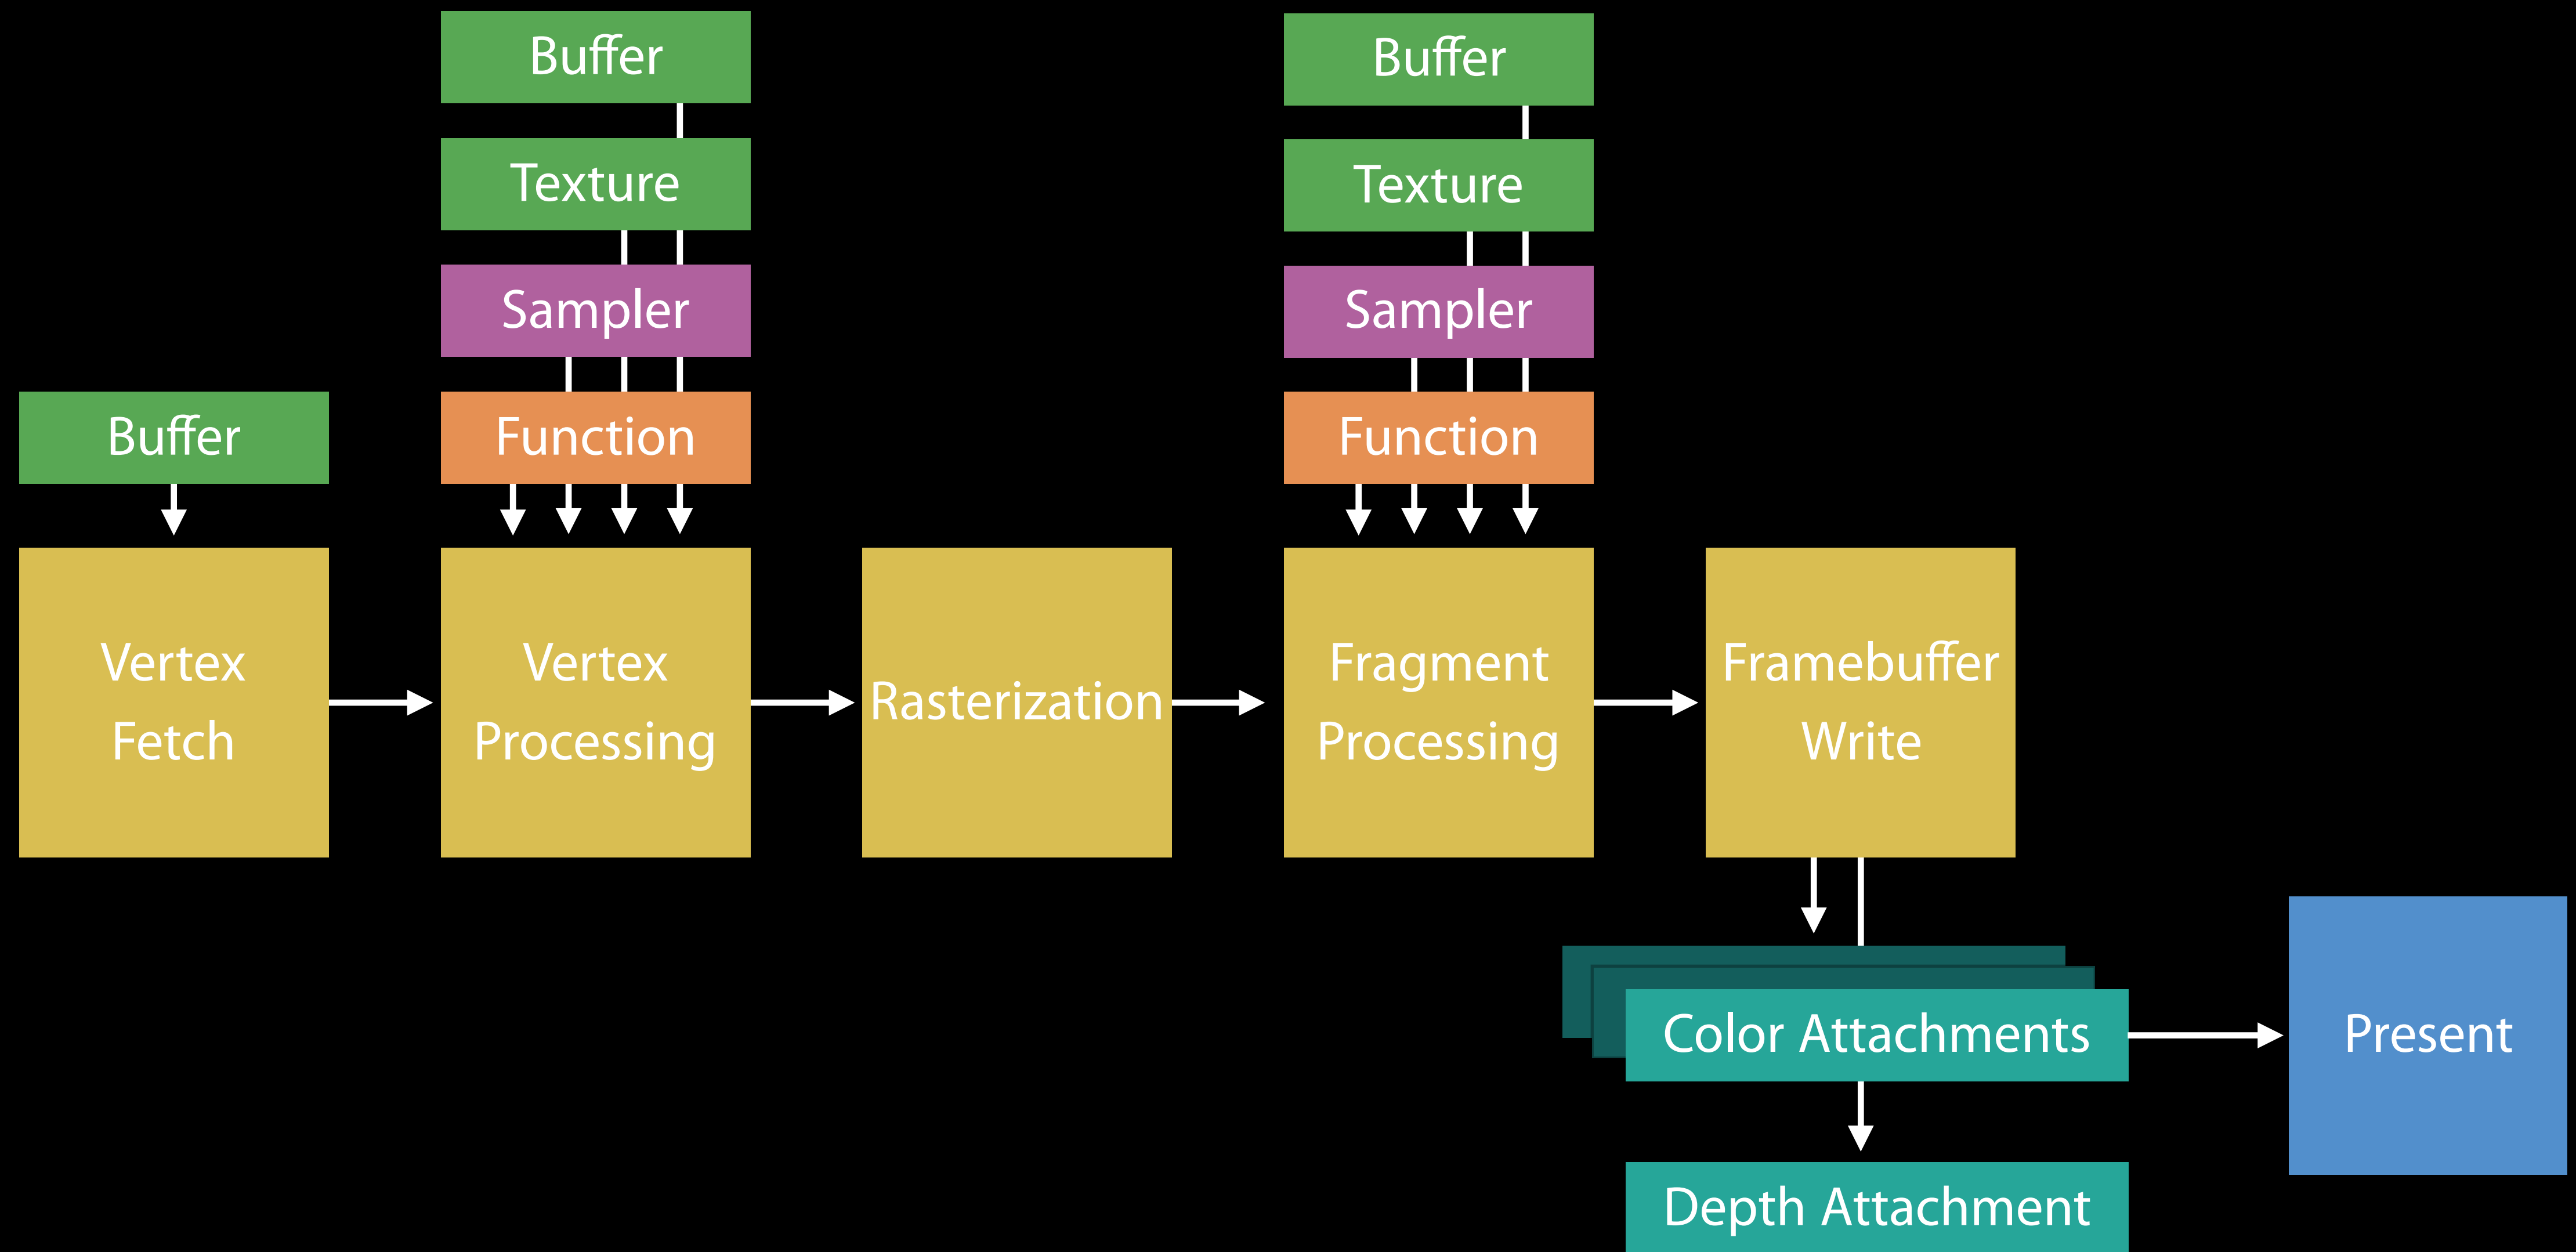 Buffer
Buffer
Texture
Texture
Sampler
Sampler
Buffer
Function
Function
Vertex
Fetch
Vertex
Processing
Rasterization
Fragment
Processing
Framebuffer
Write
Color Attachments
Present
Depth Attachment